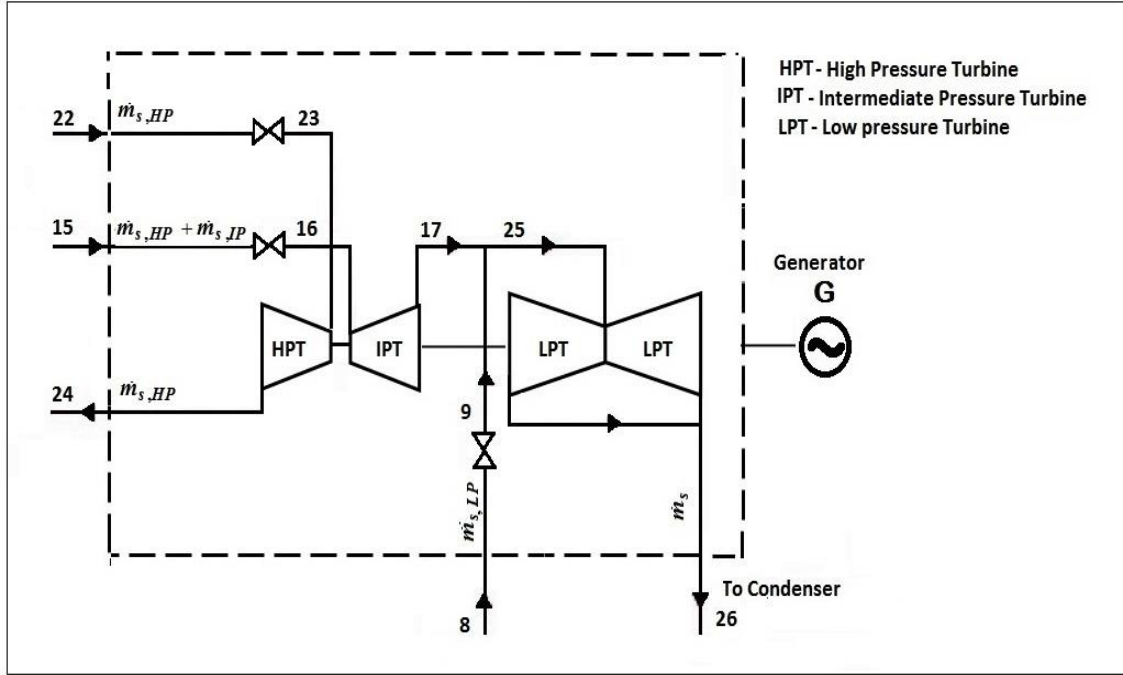 HPT - High Pressure Turbine
IPT - Intermediate Pressure Turbine
LPT - Low pressure Turbine
22 ṁs,HP 23
15 ṁs,HP + ṁs,IP 16 17 25
Generator
G
HPT IPT LPT LPT
24 ṁs,HP
9
ṁs,LP
ṁs
To Condenser
8 26